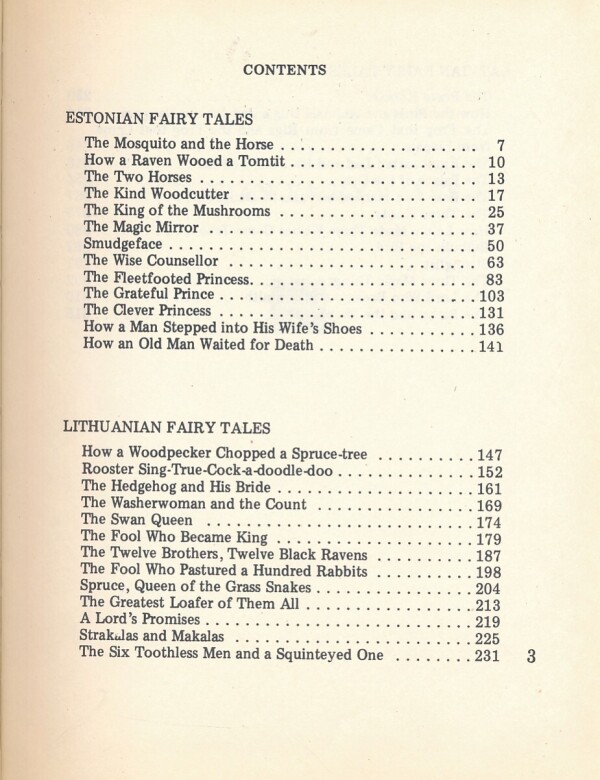 CONTENTS
ESTONIAN FAIRY TALES
The Mosquito and the Horse . . . . . . . . . . . . . . . . . . . . 7
How a Raven Wooed a Tomtit . . . . . . . . . . . . . . . . . . . 10
The Two Horses . . . . . . . . . . . . . . . . . . . . . . . . . . . . 13
The Kind Woodcutter . . . . . . . . . . . . . . . . . . . . . . . . 17
The King of the Mushrooms . . . . . . . . . . . . . . . . . . . . 25
The Magic Mirror . . . . . . . . . . . . . . . . . . . . . . . . . . . 37
Smudgeface . . . . . . . . . . . . . . . . . . . . . . . . . . . . . . . 50
The Wise Counsellor . . . . . . . . . . . . . . . . . . . . . . . . . 63
The Fleetfooted Princess. . . . . . . . . . . . . . . . . . . . . . . 83
The Grateful Prince . . . . . . . . . . . . . . . . . . . . . . . . . 103
The Clever Princess . . . . . . . . . . . . . . . . . . . . . . . . . 131
How a Man Stepped into His Wife's Shoes . . . . . . . . . . 136
How an Old Man Waited for Death . . . . . . . . . . . . . . . 141
LITHUANIAN FAIRY TALES
How a Woodpecker Chopped a Spruce-tree . . . . . . . . . . 147
Rooster Sing-True-Cock-a-doodle-doo . . . . . . . . . . . . . 152
The Hedgehog and His Bride . . . . . . . . . . . . . . . . . . . 161
The Washerwoman and the Count . . . . . . . . . . . . . . . 169
The Swan Queen . . . . . . . . . . . . . . . . . . . . . . . . . . 174
The Fool Who Became King . . . . . . . . . . . . . . . . . . . 179
The Twelve Brothers, Twelve Black Ravens . . . . . . . . . . 187
The Fool Who Pastured a Hundred Rabbits . . . . . . . . . . 198
Spruce, Queen of the Grass Snakes . . . . . . . . . . . . . . . 204
The Greatest Loafer of Them All . . . . . . . . . . . . . . . . 213
A Lord's Promises . . . . . . . . . . . . . . . . . . . . . . . . . . 219
Strakalas and Makalas . . . . . . . . . . . . . . . . . . . . . . . 225
The Six Toothless Men and a Squinteyed One . . . . . . . . 231
3